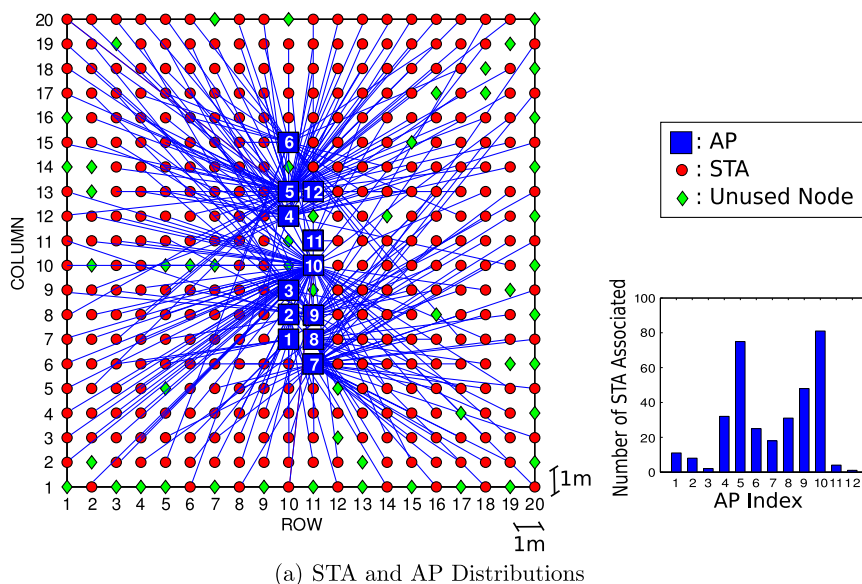 20
19
18
17
16
15
14
13
12
11
10
9
8
7
6
5
4
3
2
1
COLUMN
6
5 12
4
11
10
3
2 9
1 8
7
1 2 3 4 5 6 7 8 9 10 11 12 13 14 15 16 17 18 19 20
ROW
1m
1m
: AP
: STA
: Unused Node
100
80
60
40
20
0
Number of STA Associated
1 2 3 4 5 6 7 8 9 10 11 12
AP Index
(a) STA and AP Distributions